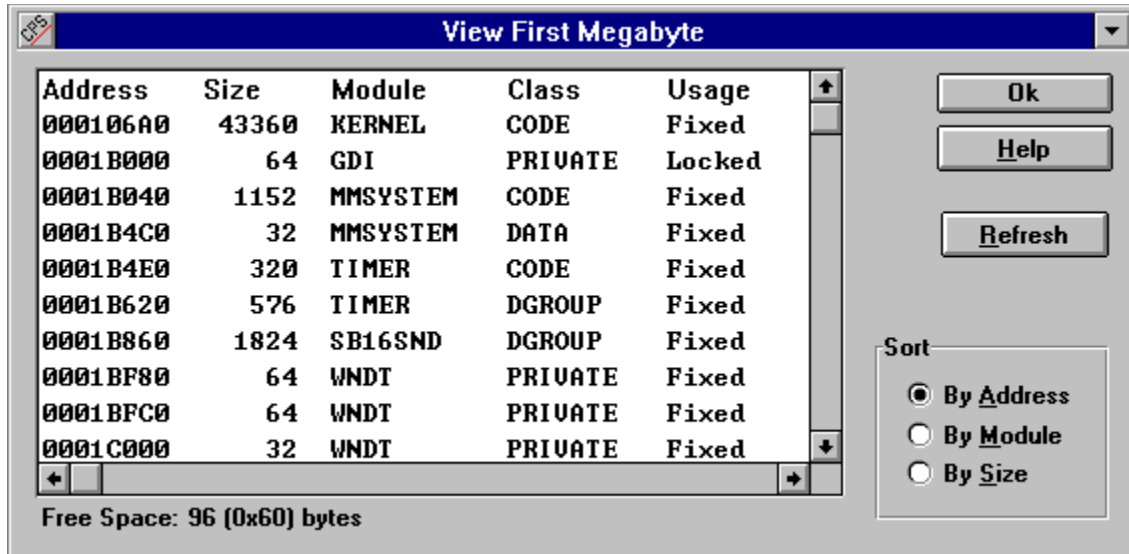 CPS
View First Megabyte
Address Size Module Class Usage
000106A0 43360 KERNEL CODE Fixed
0001B000 64 GDI PRIVATE Locked
0001B040 1152 MMSYSTEM CODE Fixed
0001B4C0 32 MMSYSTEM DATA Fixed
0001B4E0 320 TIMER CODE Fixed
0001B620 576 TIMER DGROUP Fixed
0001B860 1824 SB16SND DGROUP Fixed
0001BF80 64 WNDT PRIVATE Fixed
0001BFC0 64 WNDT PRIVATE Fixed
0001C000 32 WNDT PRIVATE Fixed
Free Space: 96 (0x60) bytes
Ok
Help
Refresh
Sort
By Address
By Module
By Size